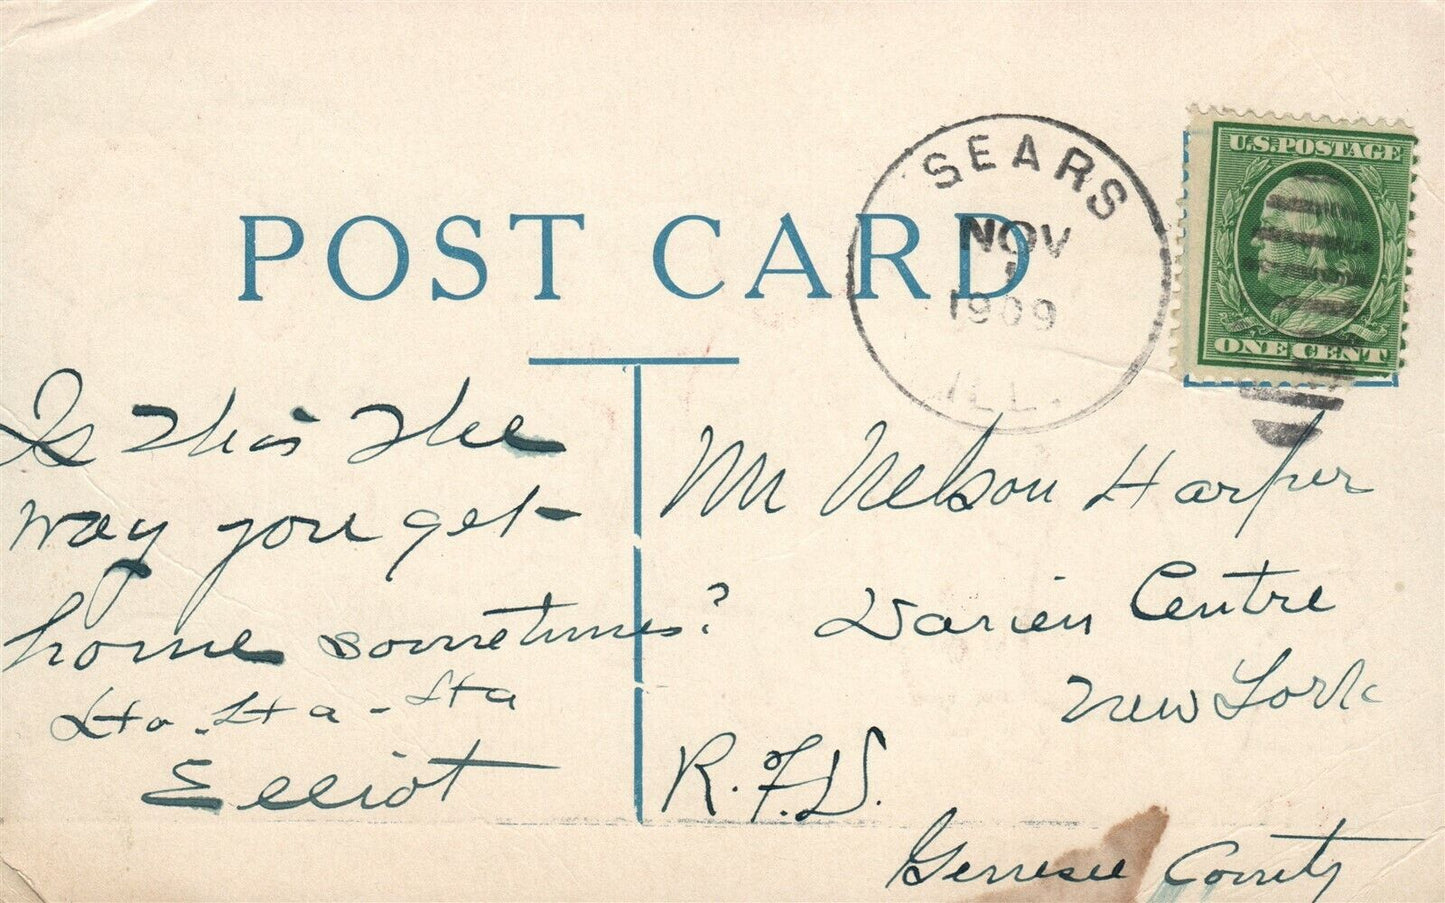 POST CARD
SEARS
NOV
1
1909
ILL.
U.S. POSTAGE
ONE CENT
Is this the
way you get
home sometimes?
Ha-Ha-Ha
Elliot
Mr Nelson Harper
Darien Centre
New York
R.F.D.
Genesee County